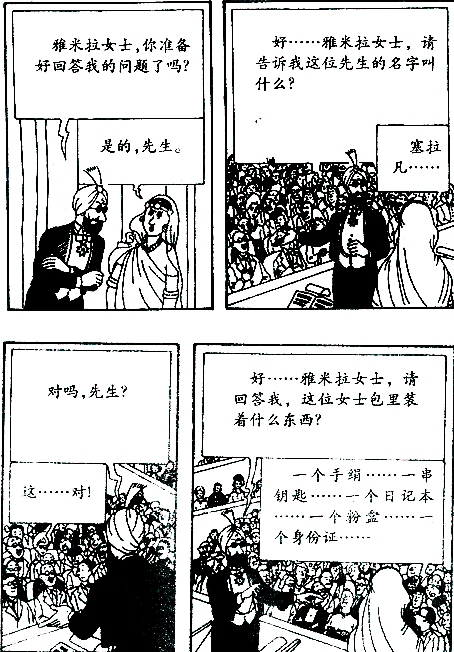 雅米拉女士,你准备
好回答我的问题了吗?
是的,先生。
好……雅米拉女士，请
告诉我这位先生的名字叫
什么?
塞拉
凡……
对吗,先生?
这……对!
好……雅米拉女士，请
回答我，这位女士包里装
着什么东西?
一个手绢……一串
钥匙……一个日记本
……一个粉盒……一
个身份证……